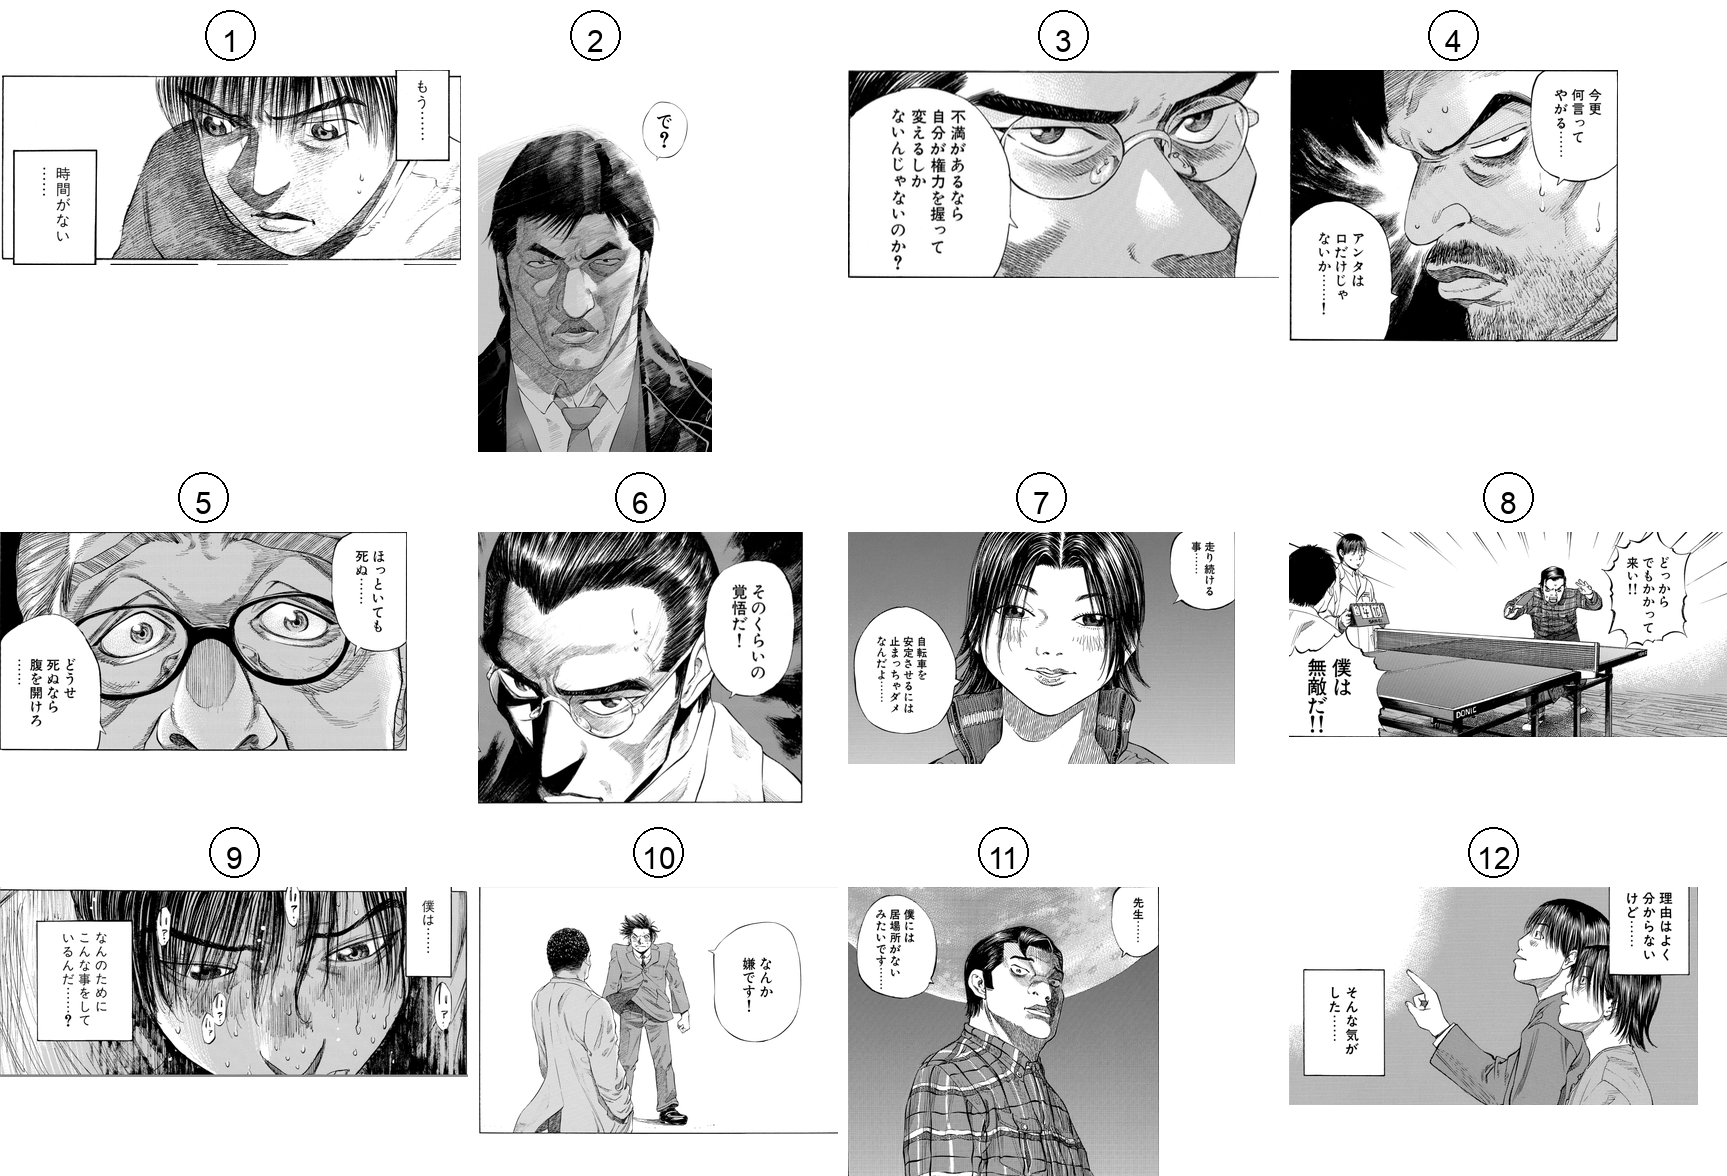 1
もう……
時間がない
……
2
で？
3
不満があるなら
自分が権力を握って
変えるしか
ないんじゃないのか？
4
今更
何言って
やがる……
アンタは
口だけじゃ
ないか……！
5
ほっといても
死ぬ……
どうせ
死ぬなら
腹を開けろ
……
6
そのくらいの
覚悟だ！
7
走り続ける
事……
自転車を
安定させるには
止まっちゃダメ
なんだよ……
8
どっから
でもかかって
来い!!
僕は
無敵だ!!
DONIC
9
僕は……
なんのために
こんな事をして
いるんだ……？
10
なんか
嫌です！
11
先生……
僕には
居場所がない
みたいです……
12
理由はよく
分からない
けど……
そんな気が
した……